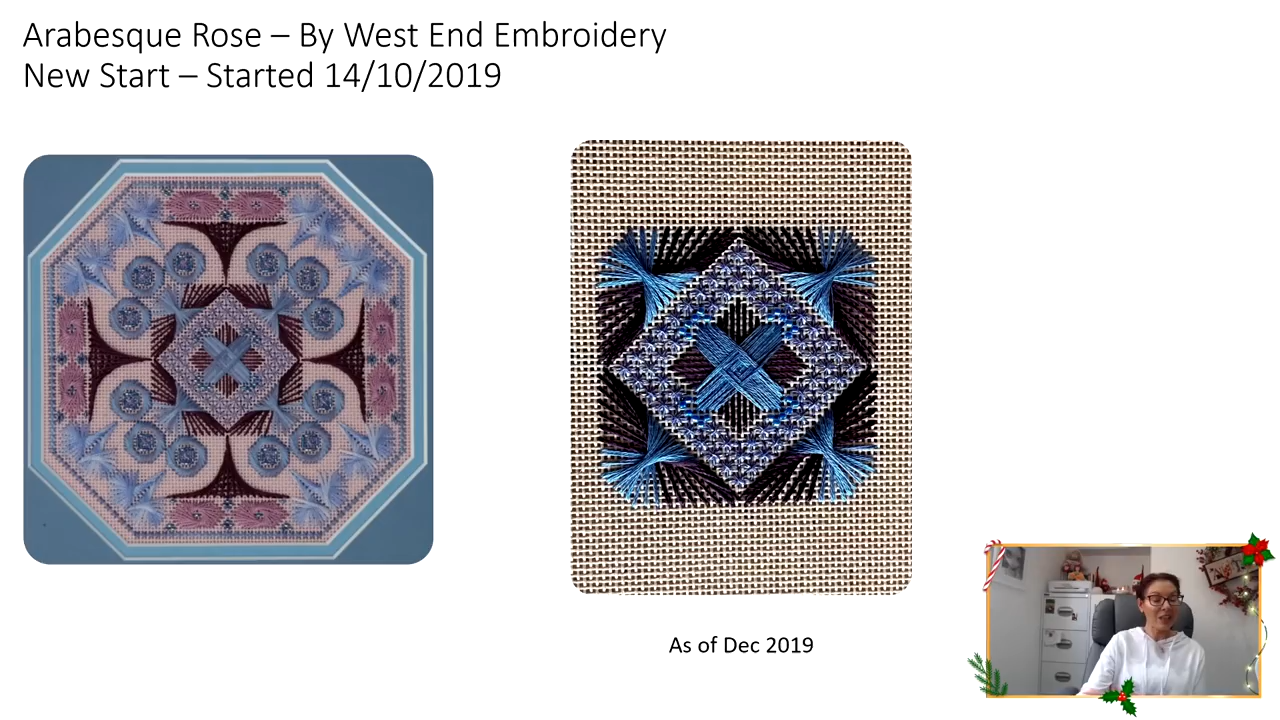 Arabesque Rose – By West End Embroidery
New Start – Started 14/10/2019
As of Dec 2019